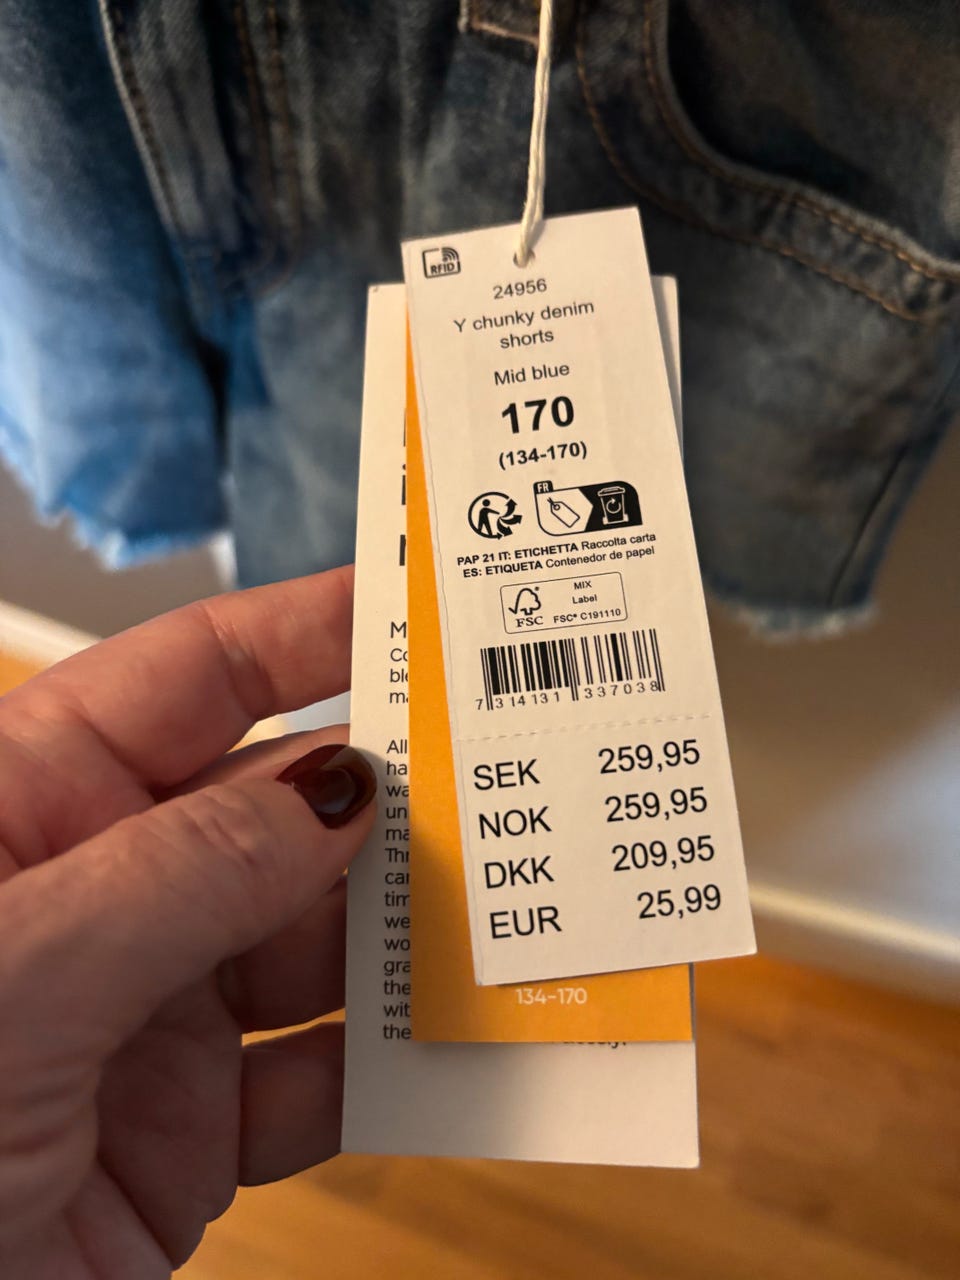 RFID
24956
Y chunky denim
shorts
Mid blue
170
(134-170)
FR
PAP 21 IT: ETICHETTA Raccolta carta
ES: ETIQUETA Contenedor de papel
FSC
MIX
Label
FSC® C191110
7 314131 337038
SEK 259,95
NOK 259,95
DKK 209,95
EUR 25,99
134-170
All
the